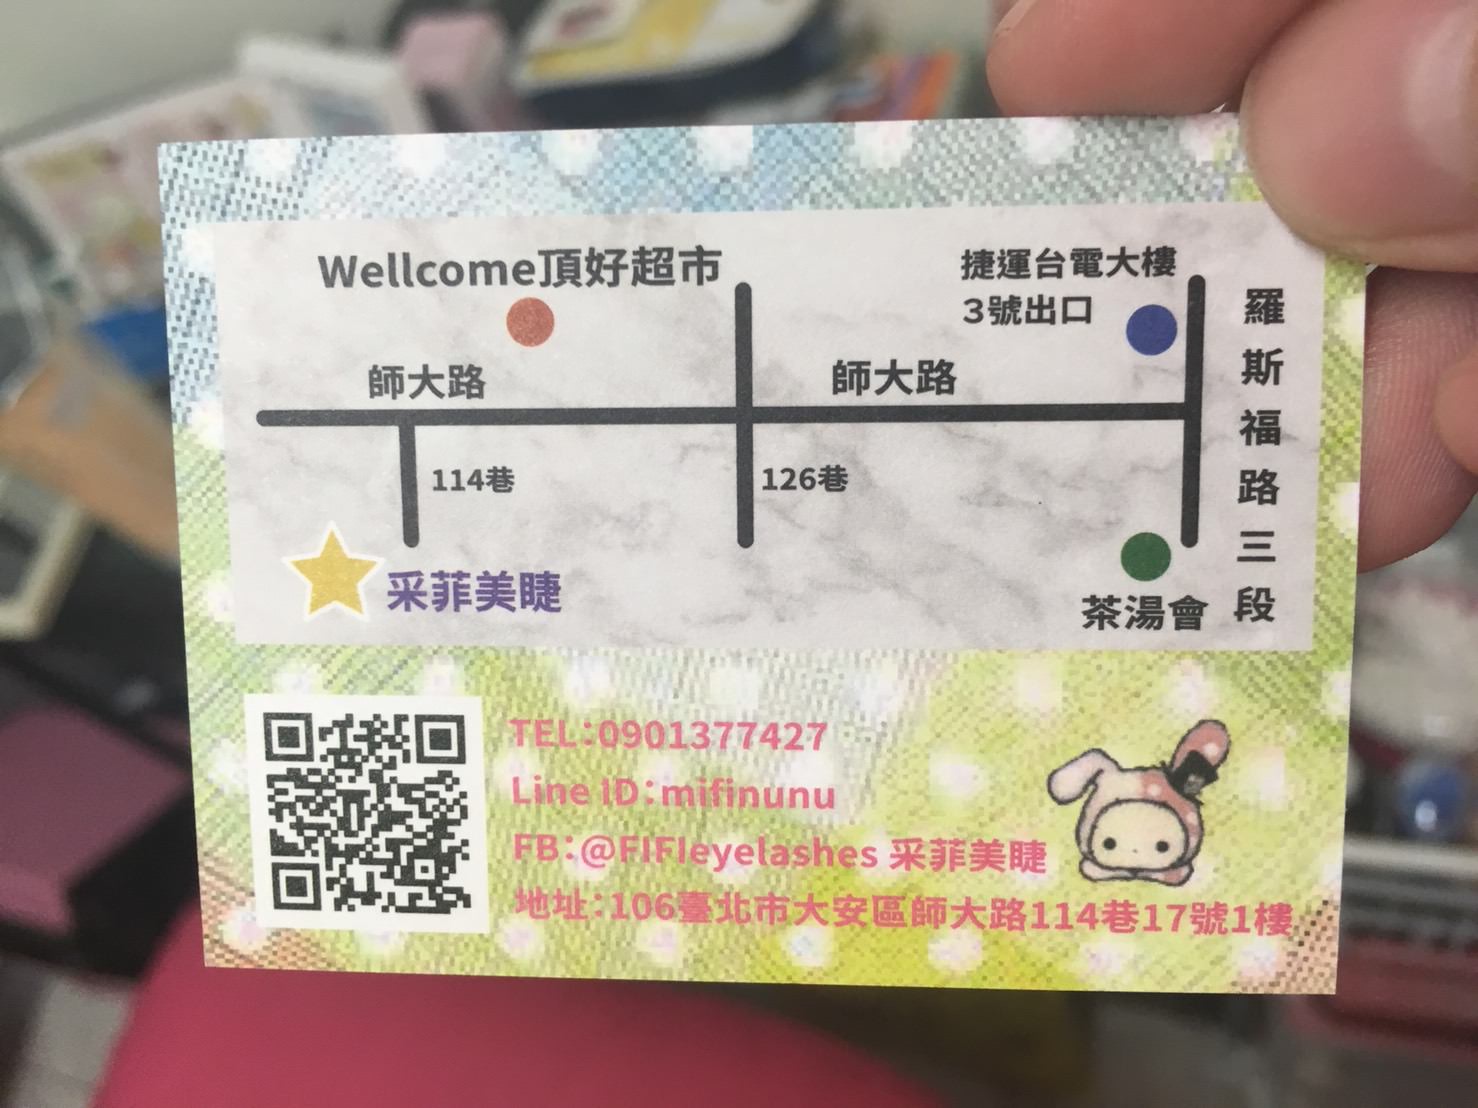 Wellcome頂好超市
捷運台電大樓
3號出口
羅斯福路三段
師大路
師大路
114巷
126巷
采菲美睫
茶湯會
TEL:0901377427
Line ID:mifinunu
FB:@FIFIeyelashes 采菲美睫
地址:106臺北市大安區師大路114巷17號1樓